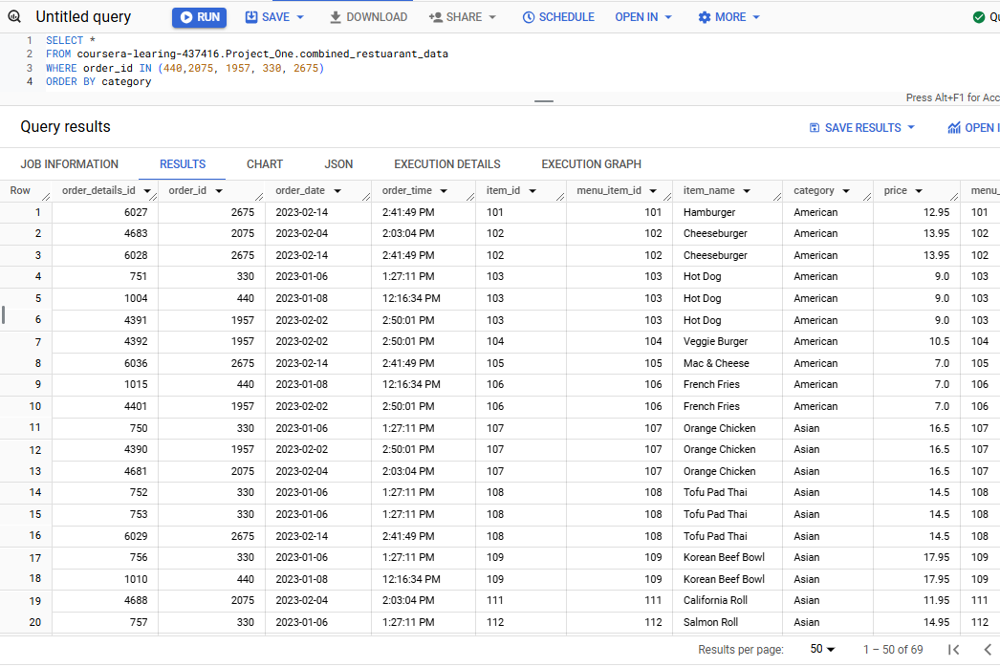 Untitled query RUN SAVE DOWNLOAD SHARE SCHEDULE OPEN IN MORE
1 SELECT *
2 FROM coursera-learing-437416.Project_One.combined_restuarant_data
3 WHERE order_id IN (440,2075, 1957, 330, 2675)
4 ORDER BY category
Press Alt+F1 for Acc
Query results SAVE RESULTS OPEN
JOB INFORMATION RESULTS CHART JSON EXECUTION DETAILS EXECUTION GRAPH
Row order_details_id order_id order_date order_time item_id menu_item_id item_name category price menu_
1 6027 2675 2023-02-14 2:41:49 PM 101 101 Hamburger American 12.95 101
2 4683 2075 2023-02-04 2:03:04 PM 102 102 Cheeseburger American 13.95 102
3 6028 2675 2023-02-14 2:41:49 PM 102 102 Cheeseburger American 13.95 102
4 751 330 2023-01-06 1:27:11 PM 103 103 Hot Dog American 9.0 103
5 1004 440 2023-01-08 12:16:34 PM 103 103 Hot Dog American 9.0 103
6 4391 1957 2023-02-02 2:50:01 PM 103 103 Hot Dog American 9.0 103
7 4392 1957 2023-02-02 2:50:01 PM 104 104 Veggie Burger American 10.5 104
8 6036 2675 2023-02-14 2:41:49 PM 105 105 Mac & Cheese American 7.0 105
9 1015 440 2023-01-08 12:16:34 PM 106 106 French Fries American 7.0 106
10 4401 1957 2023-02-02 2:50:01 PM 106 106 French Fries American 7.0 106
11 750 330 2023-01-06 1:27:11 PM 107 107 Orange Chicken Asian 16.5 107
12 4390 1957 2023-02-02 2:50:01 PM 107 107 Orange Chicken Asian 16.5 107
13 4681 2075 2023-02-04 2:03:04 PM 107 107 Orange Chicken Asian 16.5 107
14 752 330 2023-01-06 1:27:11 PM 108 108 Tofu Pad Thai Asian 14.5 108
15 753 330 2023-01-06 1:27:11 PM 108 108 Tofu Pad Thai Asian 14.5 108
16 6029 2675 2023-02-14 2:41:49 PM 108 108 Tofu Pad Thai Asian 14.5 108
17 756 330 2023-01-06 1:27:11 PM 109 109 Korean Beef Bowl Asian 17.95 109
18 1010 440 2023-01-08 12:16:34 PM 109 109 Korean Beef Bowl Asian 17.95 109
19 4688 2075 2023-02-04 2:03:04 PM 111 111 California Roll Asian 11.95 111
20 757 330 2023-01-06 1:27:11 PM 112 112 Salmon Roll Asian 14.95 112
Results per page: 50 1 – 50 of 69